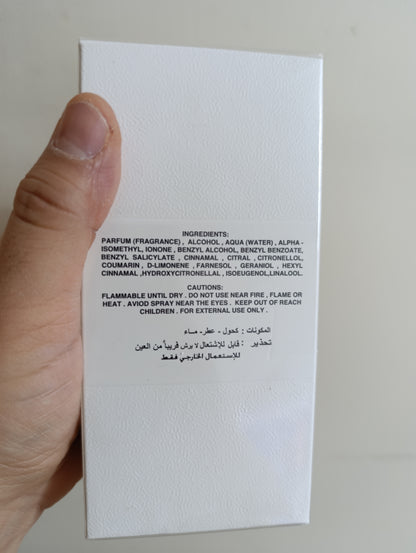 INGREDIENTS:
PARFUM (FRAGRANCE) , ALCOHOL , AQUA (WATER) , ALPHA -
ISOMETHYL, IONONE , BENZYL ALCOHOL, BENZYL BENZOATE,
BENZYL SALICYLATE , CINNAMAL , CITRAL , CITRONELLOL,
COUMARIN , D-LIMONENE , FARNESOL , GERANIOL , HEXYL
CINNAMAL ,HYDROXYCITRONELLAL , ISOEUGENOL,LINALOOL.
CAUTIONS:
FLAMMABLE UNTIL DRY . DO NOT USE NEAR FIRE , FLAME OR
HEAT . AVIOD SPRAY NEAR THE EYES . KEEP OUT OF REACH
CHILDREN . FOR EXTERNAL USE ONLY .
المكونات : كحول - عطر- مـاء
تحذير : قابل للإشتعال لا يرش قريباً من العين
للإستعمال الخارجي فقط